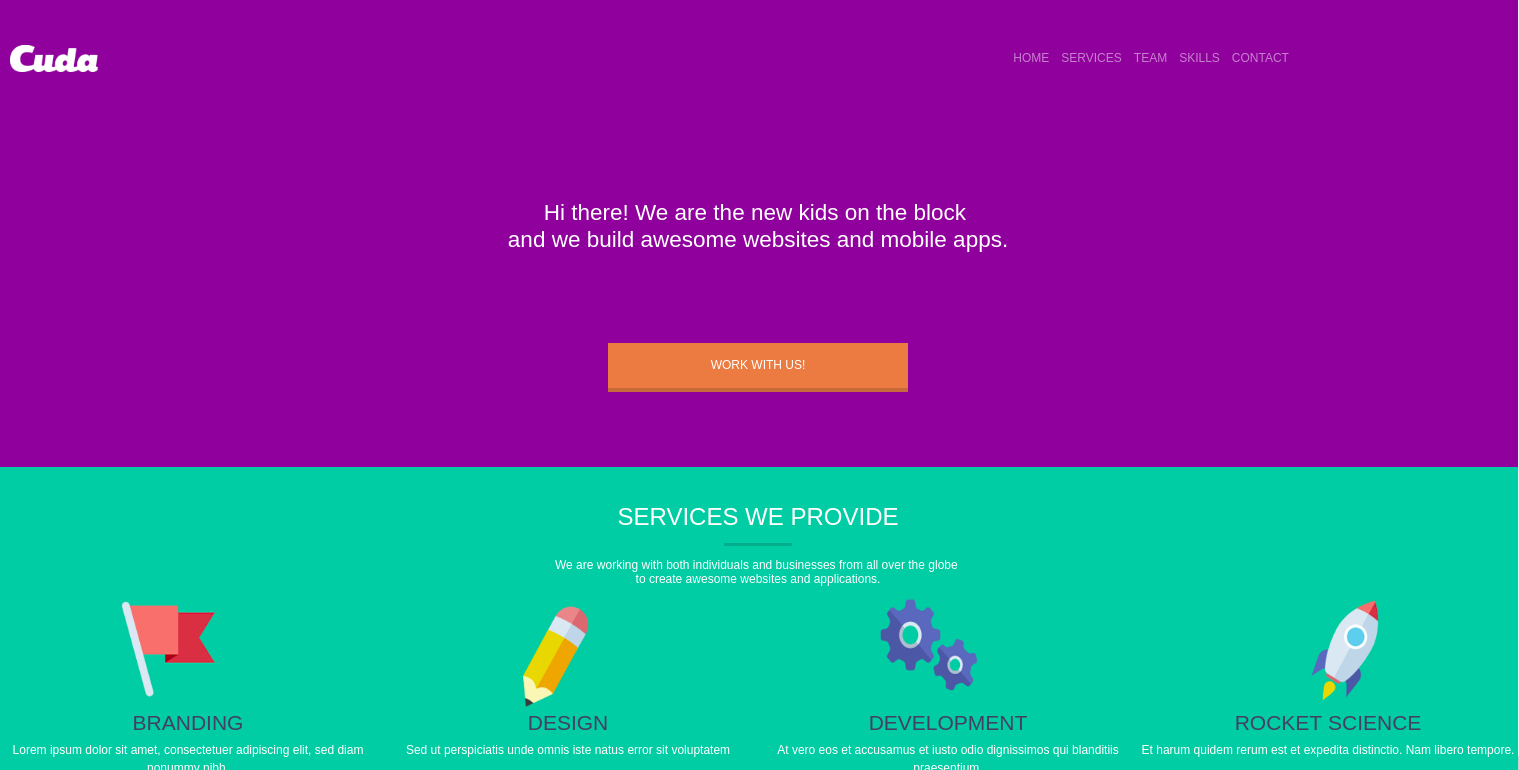 Cuda
HOME SERVICES TEAM SKILLS CONTACT
Hi there! We are the new kids on the block
and we build awesome websites and mobile apps.
WORK WITH US!
SERVICES WE PROVIDE
We are working with both individuals and businesses from all over the globe
to create awesome websites and applications.
BRANDING
Lorem ipsum dolor sit amet, consectetuer adipiscing elit, sed diam
nonummy nibh
DESIGN
Sed ut perspiciatis unde omnis iste natus error sit voluptatem
DEVELOPMENT
At vero eos et accusamus et iusto odio dignissimos qui blanditiis
praesentium
ROCKET SCIENCE
Et harum quidem rerum est et expedita distinctio. Nam libero tempore.